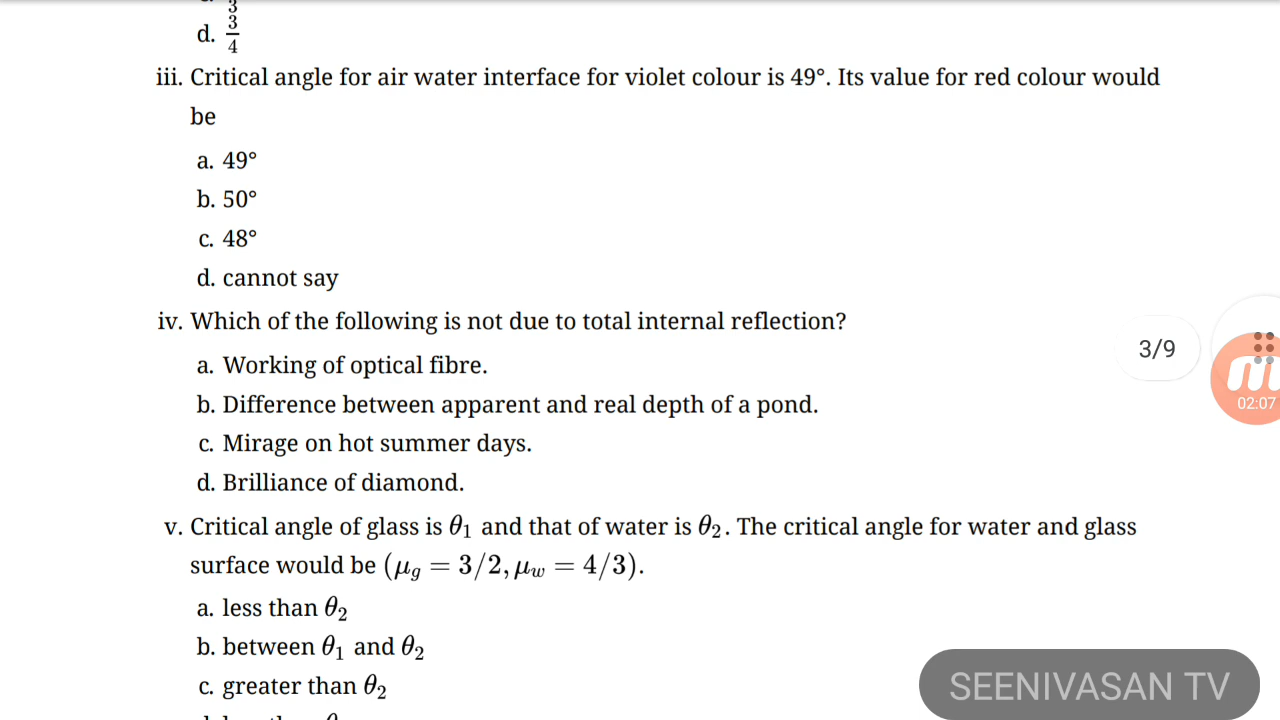 d. 3/4
iii. Critical angle for air water interface for violet colour is 49°. Its value for red colour would
be
a. 49°
b. 50°
c. 48°
d. cannot say
iv. Which of the following is not due to total internal reflection?
a. Working of optical fibre.
b. Difference between apparent and real depth of a pond.
c. Mirage on hot summer days.
d. Brilliance of diamond.
v. Critical angle of glass is θ₁ and that of water is θ₂. The critical angle for water and glass
surface would be (μg = 3/2, μw = 4/3).
a. less than θ₂
b. between θ₁ and θ₂
c. greater than θ₂
3/9
02:07
SEENIVASAN TV